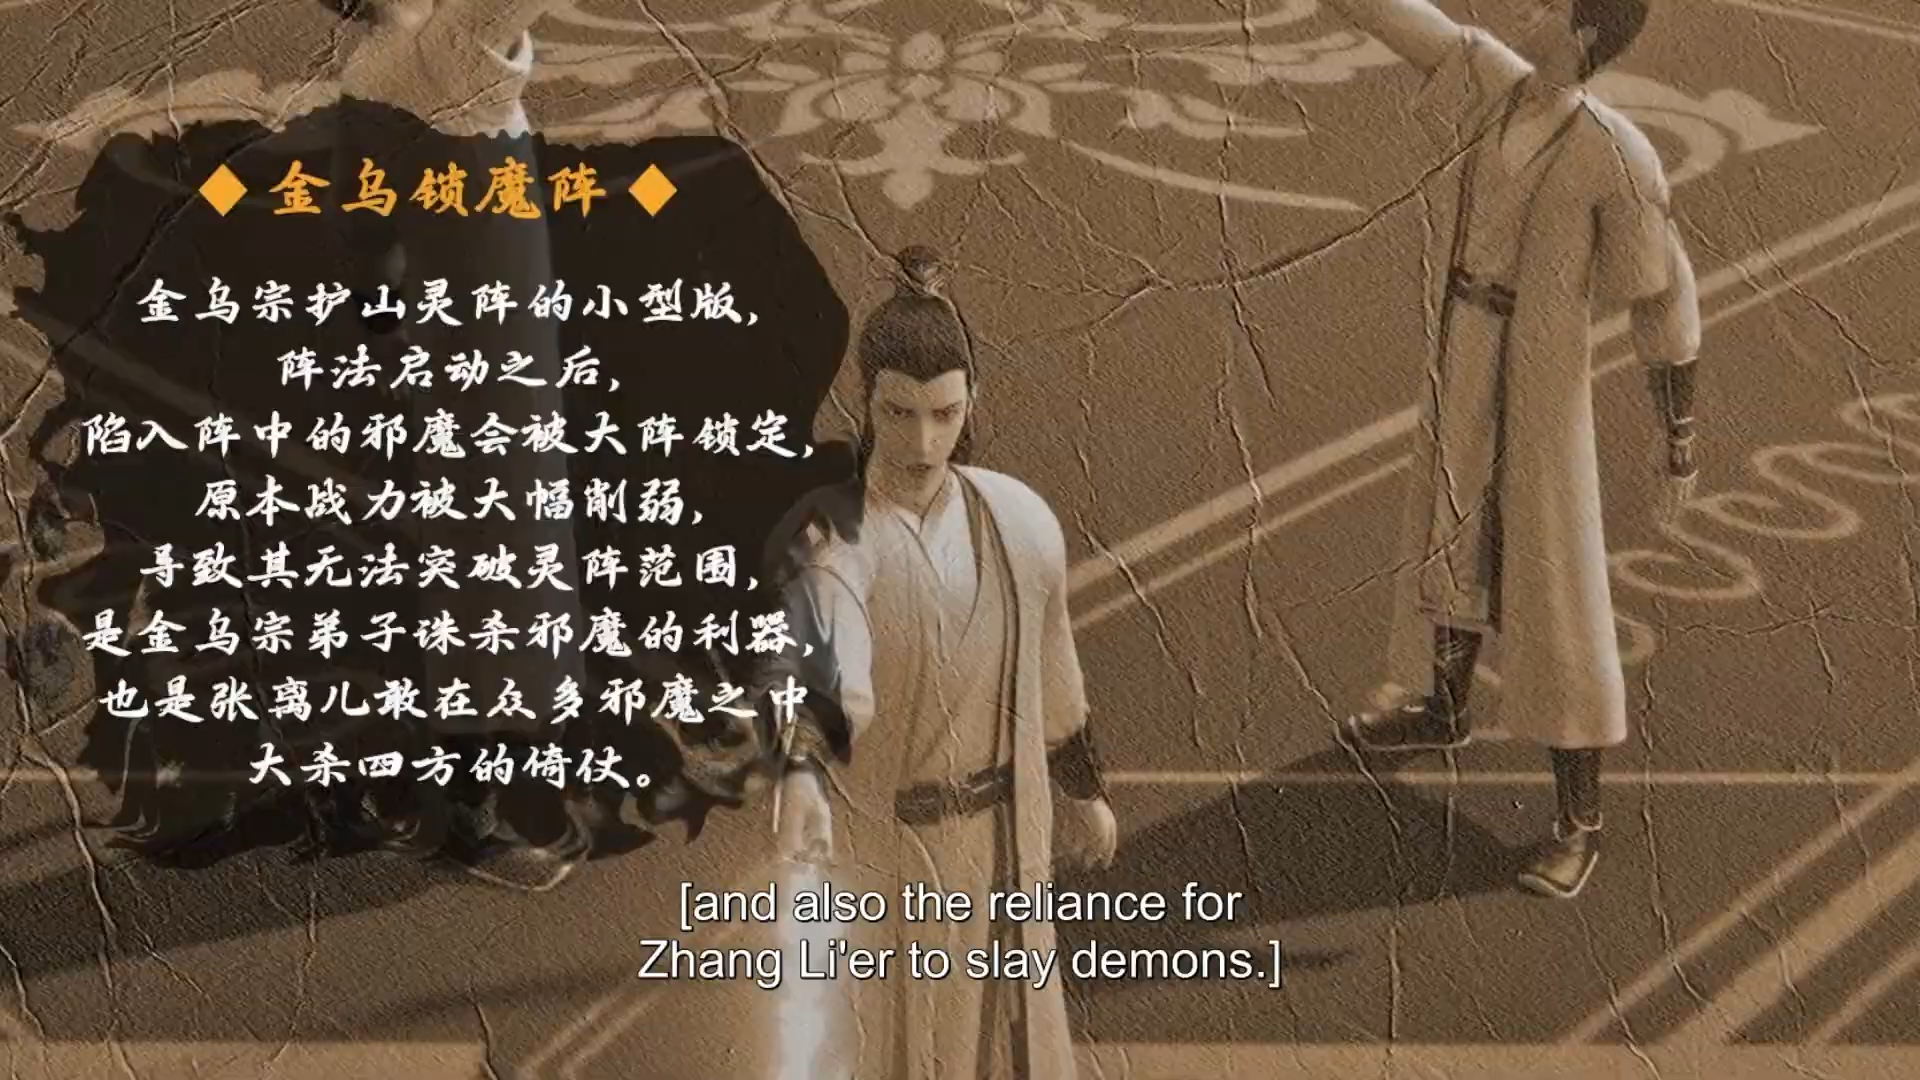 ◆ 金乌锁魔阵 ◆
金乌宗护山灵阵的小型版,
阵法启动之后,
陷入阵中的邪魔会被大阵锁定,
原本战力被大幅削弱,
导致其无法突破灵阵范围,
是金乌宗弟子诛杀邪魔的利器,
也是张离儿敢在众多邪魔之中
大杀四方的倚仗。
[and also the reliance for
Zhang Li'er to slay demons.]